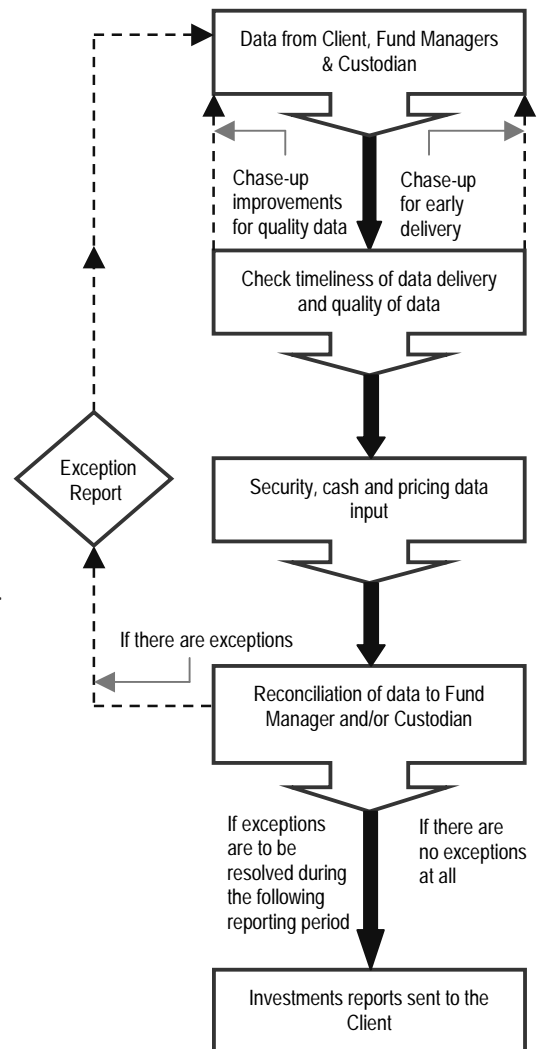 Data from Client, Fund Managers
& Custodian
Chase-up
improvements
for quality data
Chase-up
for early
delivery
Check timeliness of data delivery
and quality of data
Exception
Report
Security, cash and pricing data
input
If there are exceptions
Reconciliation of data to Fund
Manager and/or Custodian
If exceptions
are to be
resolved during
the following
reporting period
If there are
no exceptions
at all
Investments reports sent to the
Client